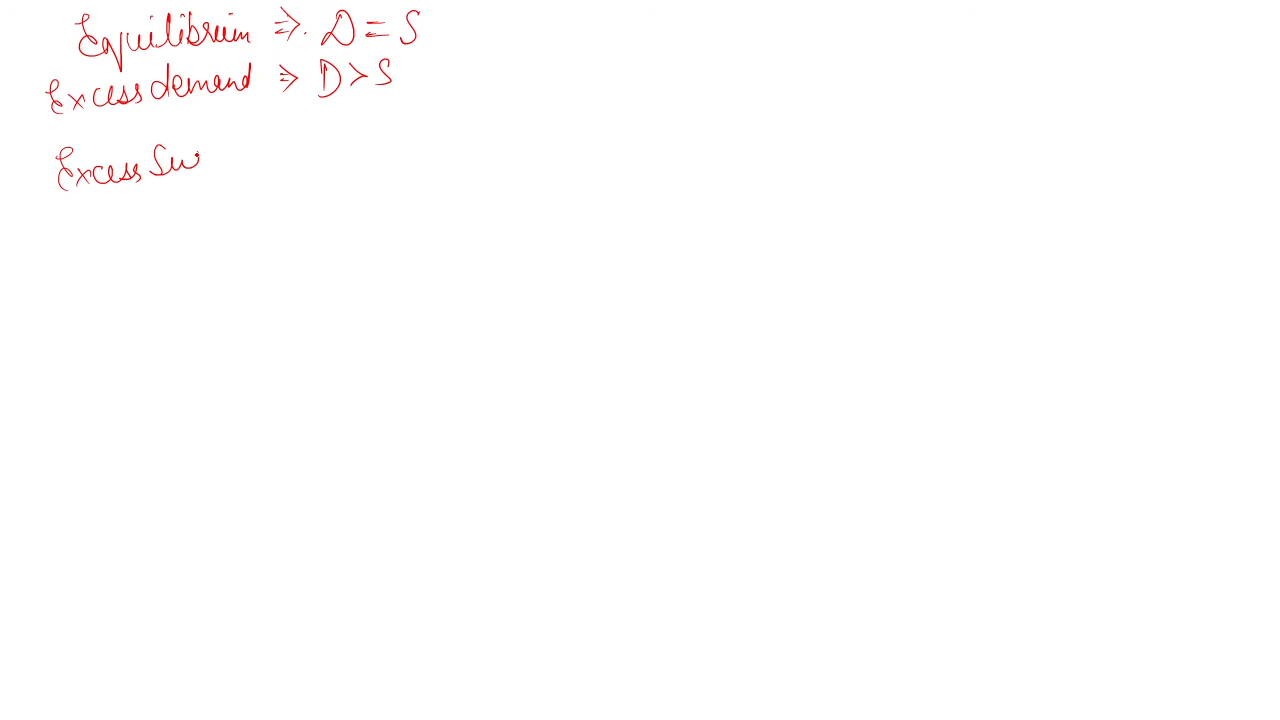 Equilibrium ⇒. D = S
Excess demand ⇒ D > S
Excess Su